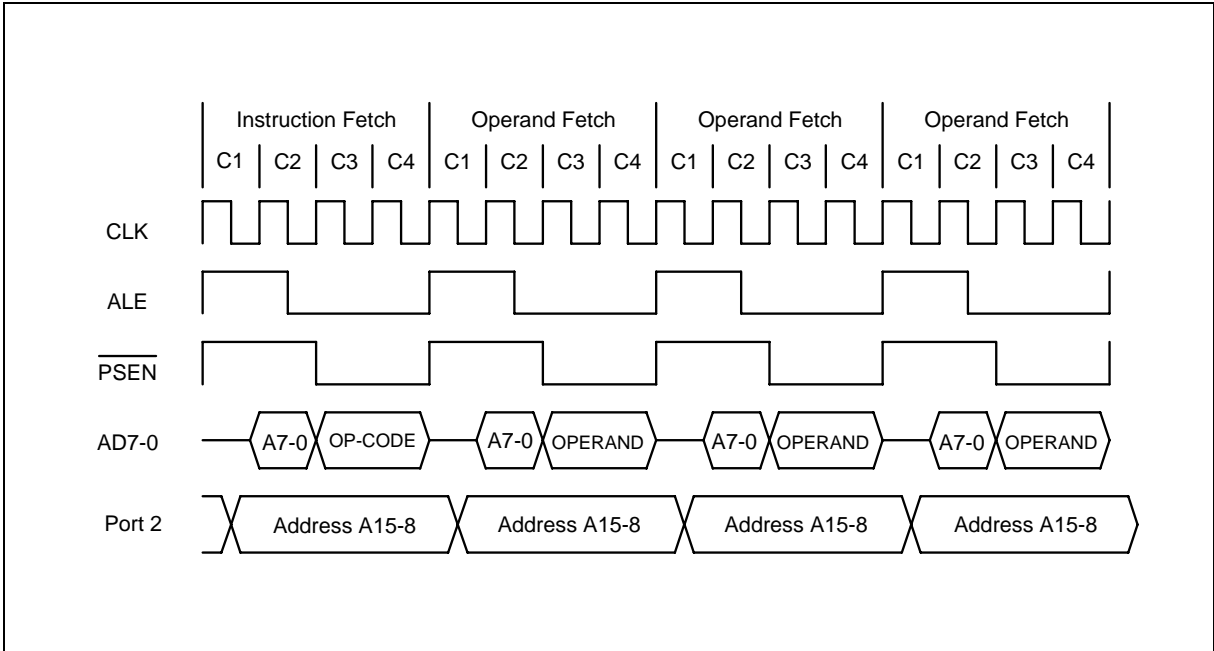 Instruction Fetch Operand Fetch Operand Fetch Operand Fetch
C1 C2 C3 C4 C1 C2 C3 C4 C1 C2 C3 C4 C1 C2 C3 C4
CLK
ALE
PSEN
AD7-0 A7-0 OP-CODE A7-0 OPERAND A7-0 OPERAND A7-0 OPERAND
Port 2 Address A15-8 Address A15-8 Address A15-8 Address A15-8